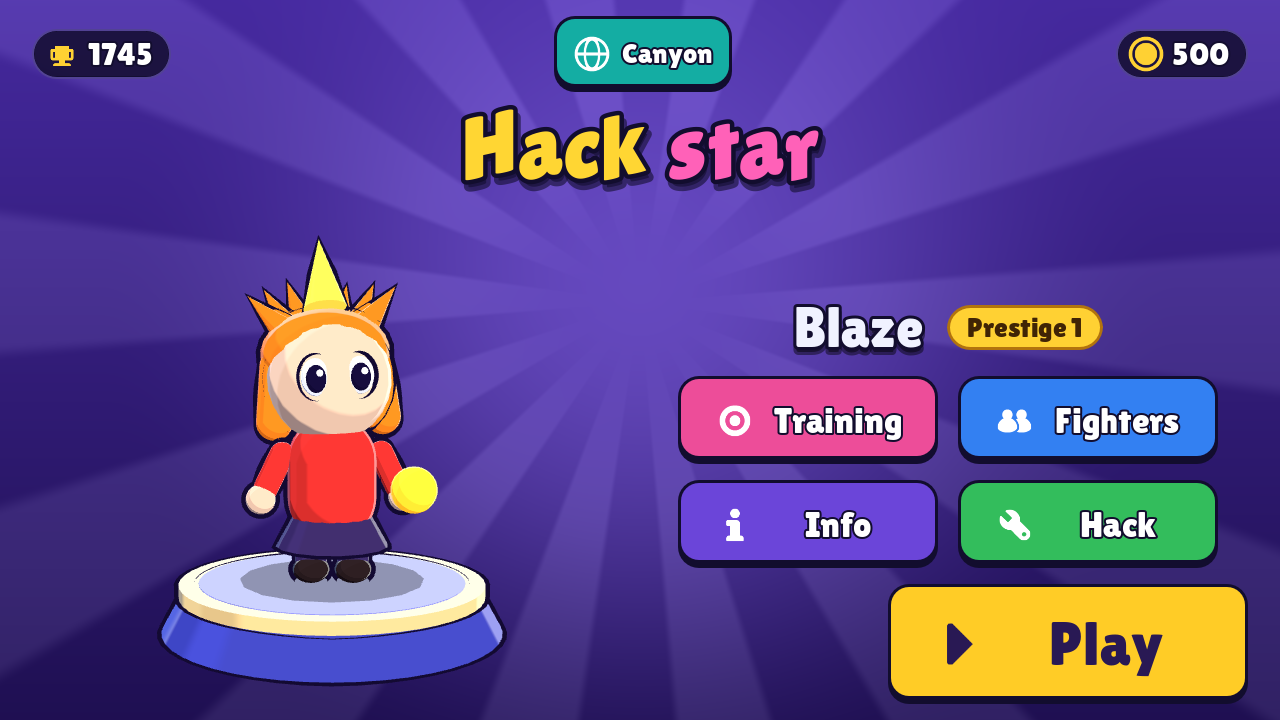 1745
Canyon
500
Hack star
Blaze
Prestige 1
Training
Fighters
Info
Hack
Play